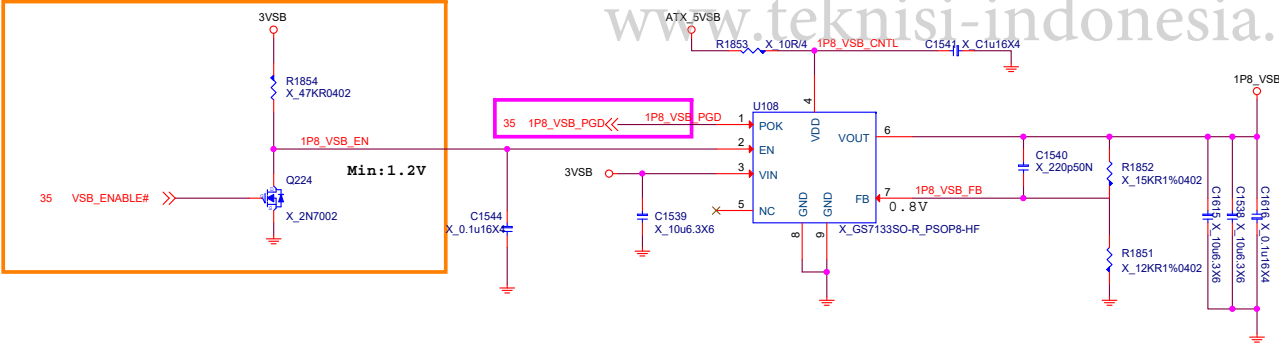 www.teknisi-indonesia.
3VSB
R1854
X_47KR0402
1P8_VSB_EN
Min:1.2V
35 VSB_ENABLE#
Q224
X_2N7002
C1544
X_0.1u16X4
35 1P8_VSB_PGD
1P8_VSB_PGD
3VSB
C1539
X_10u6.3X6
ATX_5VSB
R1853 X_10R/4
1P8_VSB_CNTL
C1541 X_C1u16X4
U108
1 POK
2 EN
3 VIN
5 NC
4 VDD
VOUT 6
FB 7
GND 8
GND 9
X_GS7133SO-R_PSOP8-HF
1P8_VSB_FB
0.8V
C1540
X_220p50N
R1852
X_15KR1%0402
R1851
X_12KR1%0402
1P8_VSB
C1615 X_10u6.3X6
C1538 X_10u6.3X6
C1616 X_0.1u16X4